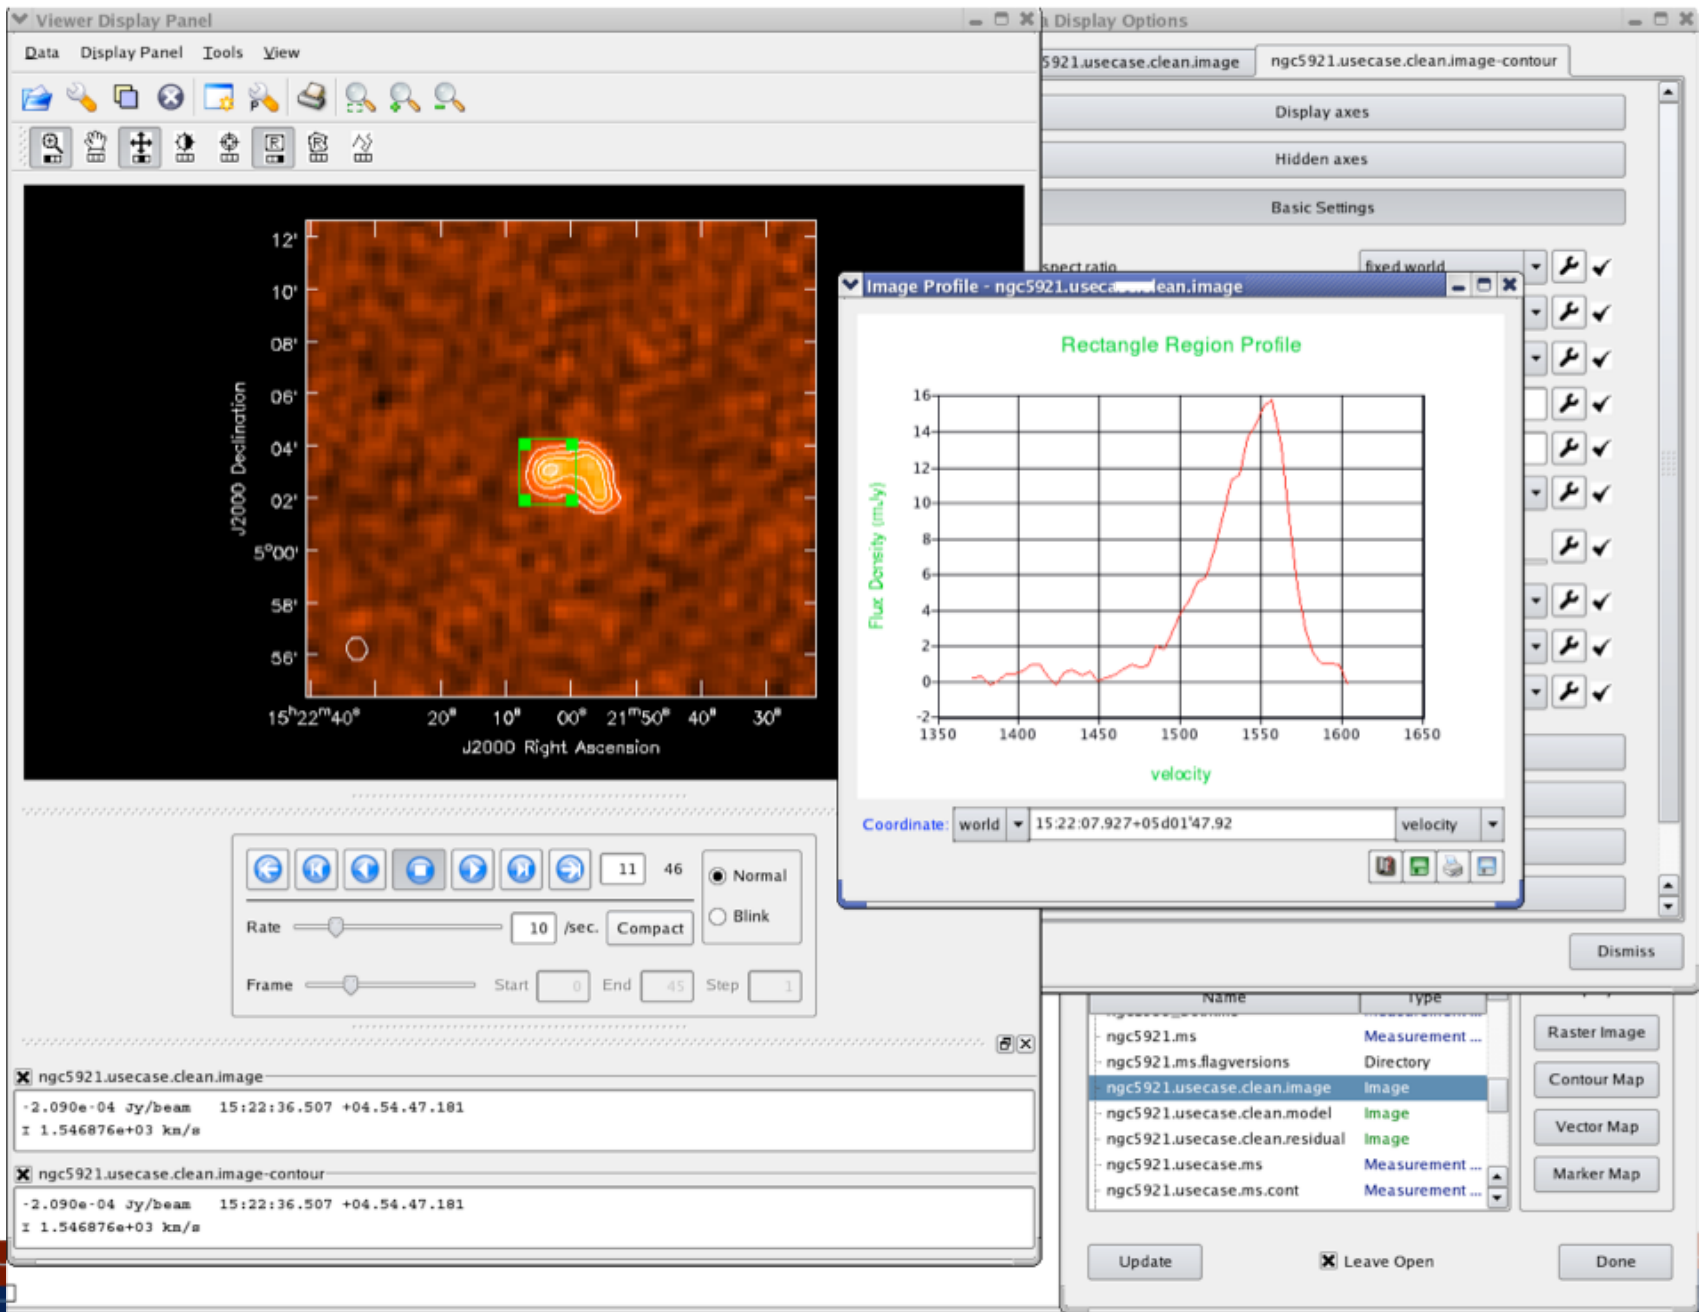 Viewer Display Panel
Data Display Panel Tools View
12'
10'
08'
06'
04'
02'
5°00'
58'
56'
J2000 Declination
15ʰ22ᵐ40ˢ 20ˢ 10ˢ 00ˢ 21ᵐ50ˢ 40ˢ 30ˢ
J2000 Right Ascension
11 46
Normal
Blink
Rate 10 /sec. Compact
Frame Start 0 End 45 Step 1
ngc5921.usecase.clean.image
-2.090e-04 Jy/beam 15:22:36.507 +04.54.47.181
I 1.546876e+03 km/s
ngc5921.usecase.clean.image-contour
-2.090e-04 Jy/beam 15:22:36.507 +04.54.47.181
I 1.546876e+03 km/s
a Display Options
5921.usecase.clean.image ngc5921.usecase.clean.image-contour
Display axes
Hidden axes
Basic Settings
spect ratio fixed world
Image Profile - ngc5921.useca lean.image
Rectangle Region Profile
16
14
12
10
8
6
4
2
0
-2
Flux Density (mJy)
1350 1400 1450 1500 1550 1600 1650
velocity
Coordinate: world 15:22:07.927+05d01'47.92 velocity
Dismiss
Name Type
ngc5921.ms Measurement ...
ngc5921.ms.flagversions Directory
ngc5921.usecase.clean.image Image
ngc5921.usecase.clean.model Image
ngc5921.usecase.clean.residual Image
ngc5921.usecase.ms Measurement ...
ngc5921.usecase.ms.cont Measurement ...
Raster Image
Contour Map
Vector Map
Marker Map
Update Leave Open Done